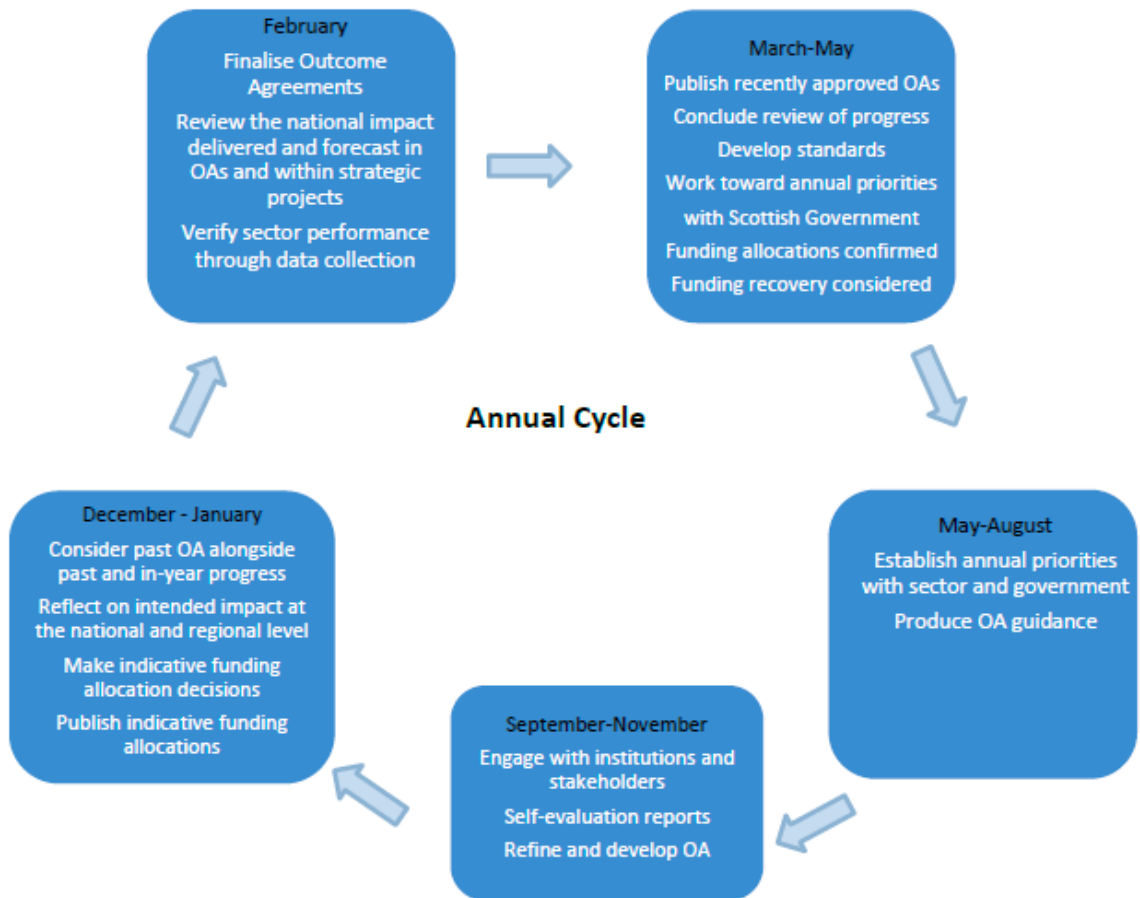 February
Finalise Outcome
Agreements
Review the national impact
delivered and forecast in
OAs and within strategic
projects
Verify sector performance
through data collection
March-May
Publish recently approved OAs
Conclude review of progress
Develop standards
Work toward annual priorities
with Scottish Government
Funding allocations confirmed
Funding recovery considered
Annual Cycle
May-August
Establish annual priorities
with sector and government
Produce OA guidance
September-November
Engage with institutions and
stakeholders
Self-evaluation reports
Refine and develop OA
December - January
Consider past OA alongside
past and in-year progress
Reflect on intended impact at
the national and regional level
Make indicative funding
allocation decisions
Publish indicative funding
allocations